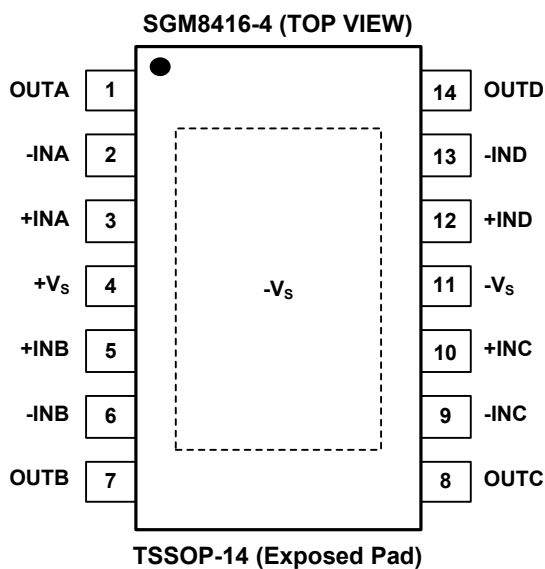 SGM8416-4 (TOP VIEW)
OUTA 1 14 OUTD
-INA 2 13 -IND
+INA 3 12 +IND
+VS 4 -VS 11 -VS
+INB 5 10 +INC
-INB 6 9 -INC
OUTB 7 8 OUTC
TSSOP-14 (Exposed Pad)